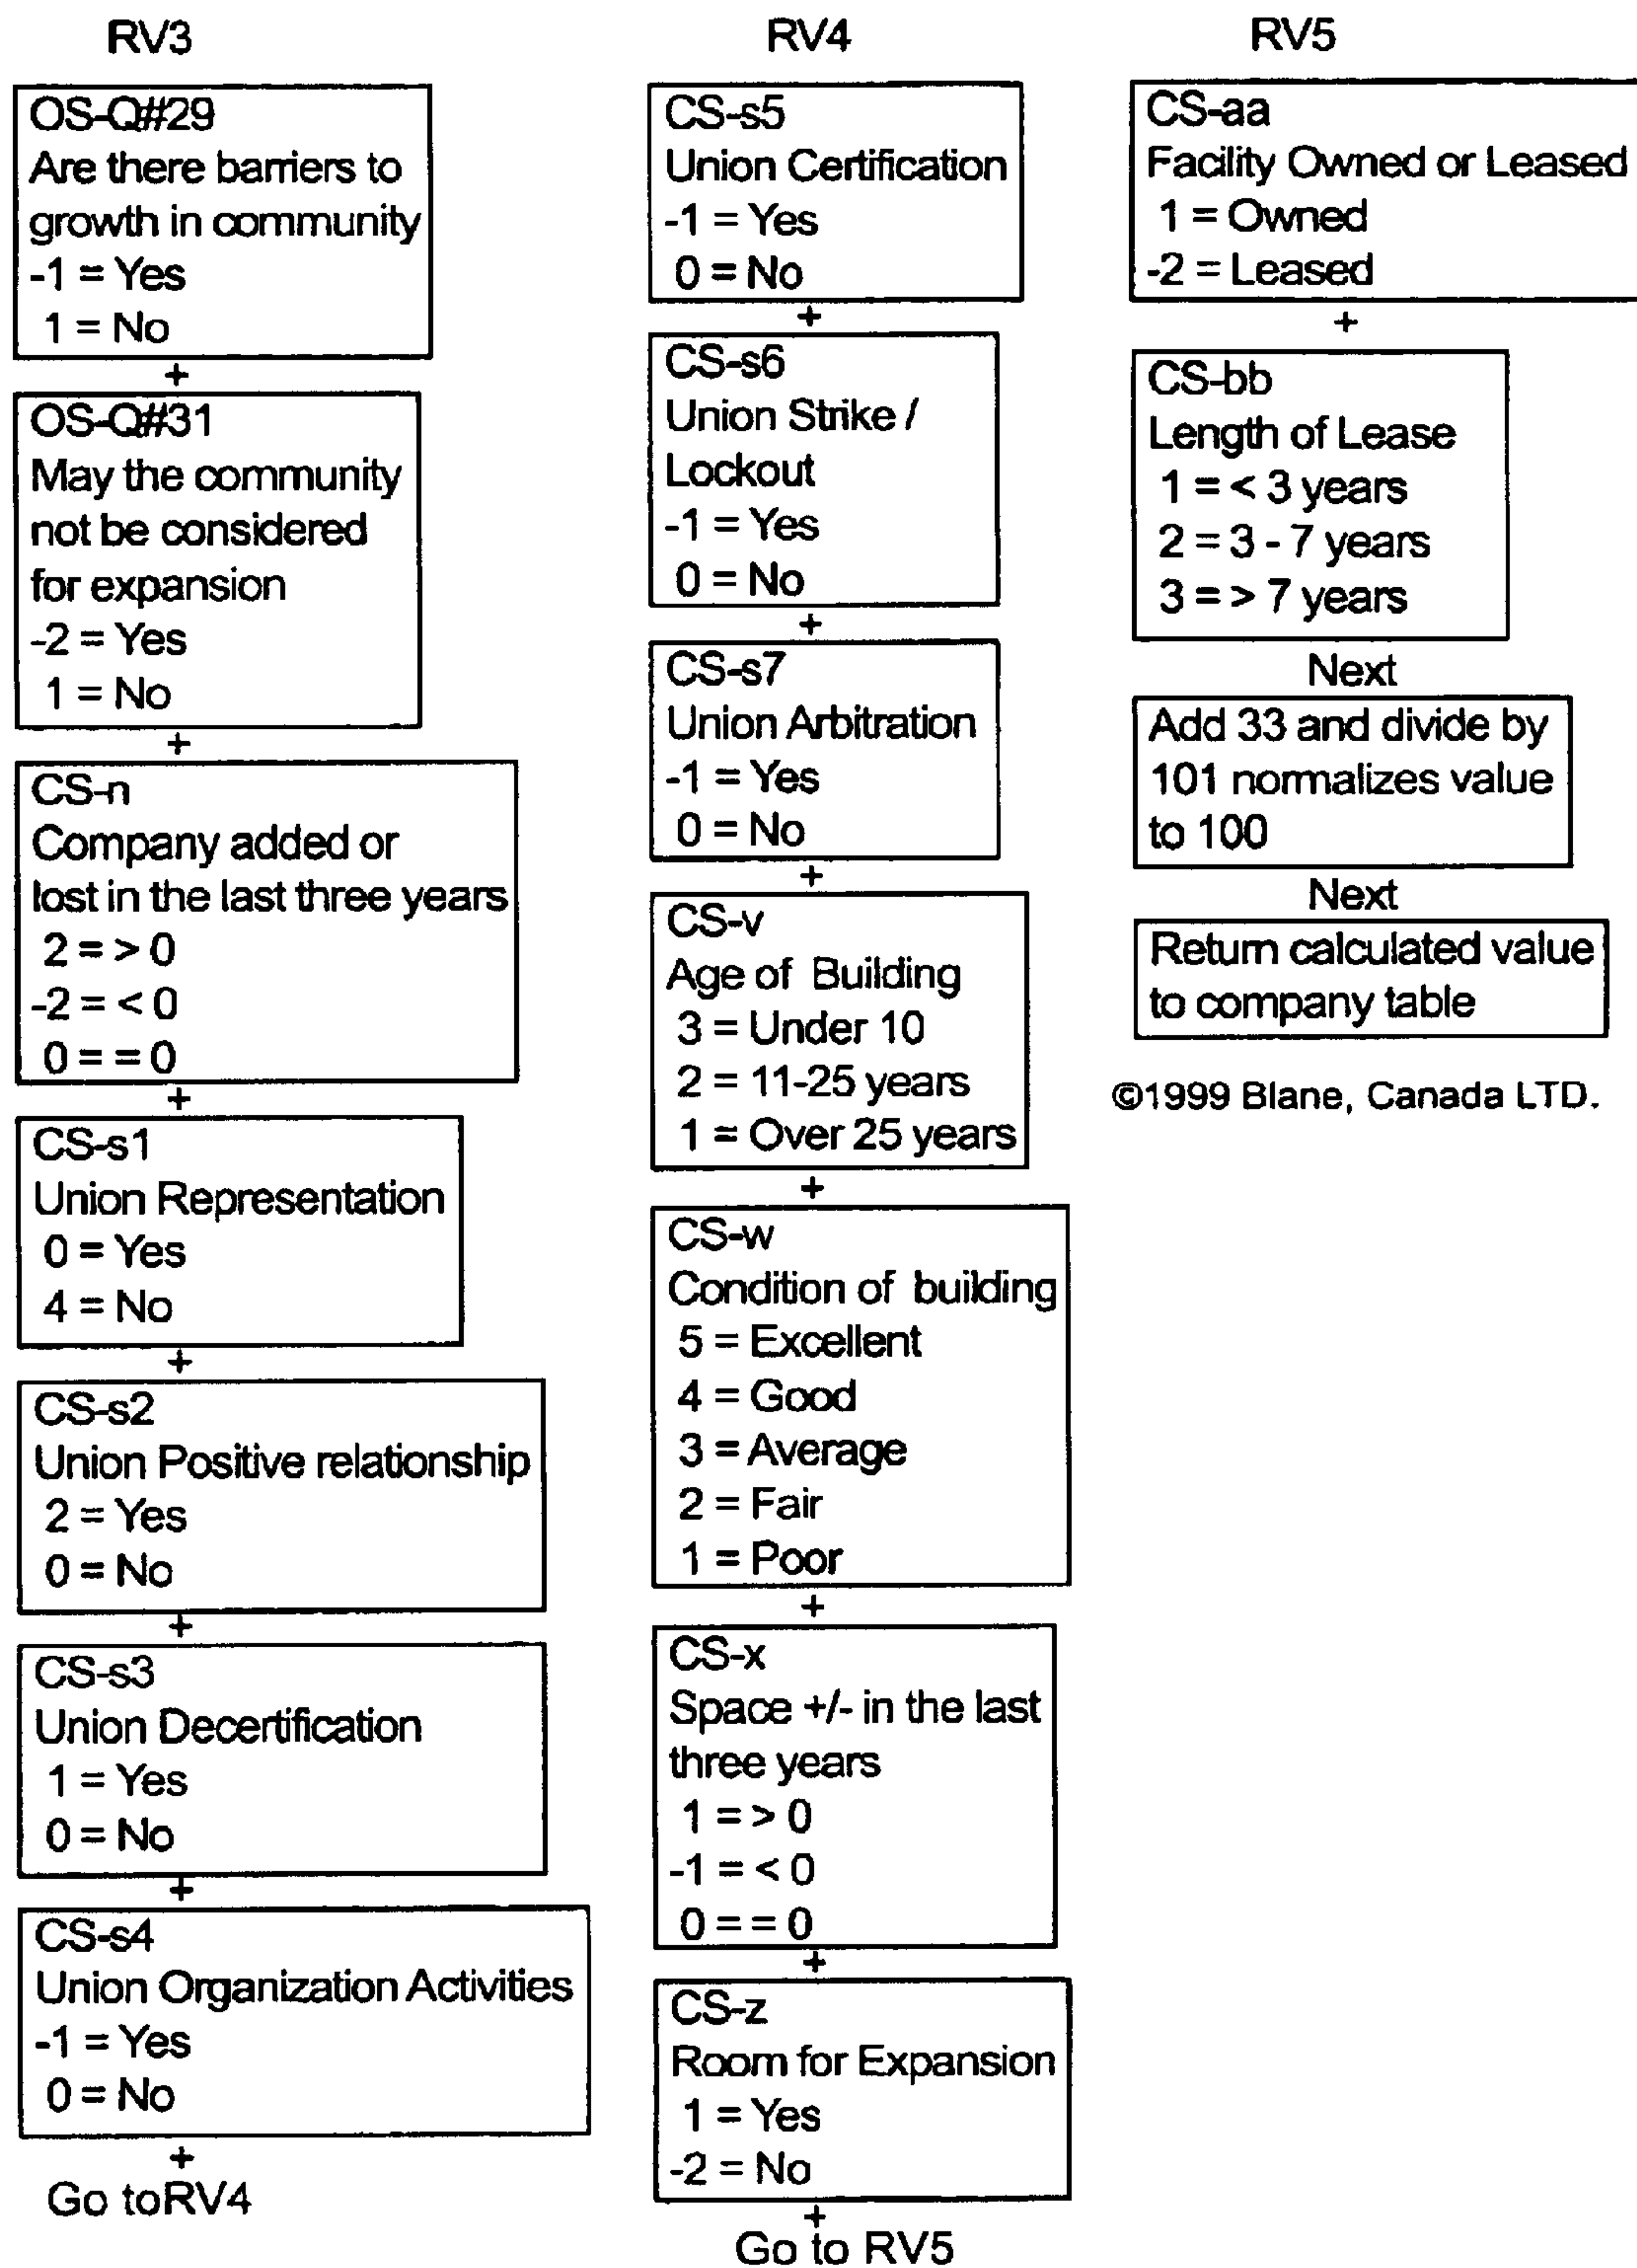 RV3
OS-Q#29
Are there barriers to
growth in community
-1 = Yes
1 = No
+
OS-Q#31
May the community
not be considered
for expansion
-2 = Yes
1 = No
+
CS-n
Company added or
lost in the last three years
2 = > 0
-2 = < 0
0 = = 0
+
CS-s1
Union Representation
0 = Yes
4 = No
+
CS-s2
Union Positive relationship
2 = Yes
0 = No
+
CS-s3
Union Decertification
1 = Yes
0 = No
+
CS-s4
Union Organization Activities
-1 = Yes
0 = No
+
Go toRV4
RV4
CS-s5
Union Certification
-1 = Yes
0 = No
+
CS-s6
Union Strike /
Lockout
-1 = Yes
0 = No
+
CS-s7
Union Arbitration
-1 = Yes
0 = No
+
CS-v
Age of Building
3 = Under 10
2 = 11-25 years
1 = Over 25 years
+
CS-w
Condition of building
5 = Excellent
4 = Good
3 = Average
2 = Fair
1 = Poor
+
CS-x
Space +/- in the last
three years
1 = > 0
-1 = < 0
0 = = 0
+
CS-z
Room for Expansion
1 = Yes
-2 = No
+
Go to RV5
RV5
CS-aa
Facility Owned or Leased
1 = Owned
-2 = Leased
+
CS-bb
Length of Lease
1 = < 3 years
2 = 3 - 7 years
3 = > 7 years
Next
Add 33 and divide by
101 normalizes value
to 100
Next
Return calculated value
to company table
©1999 Blane, Canada LTD.